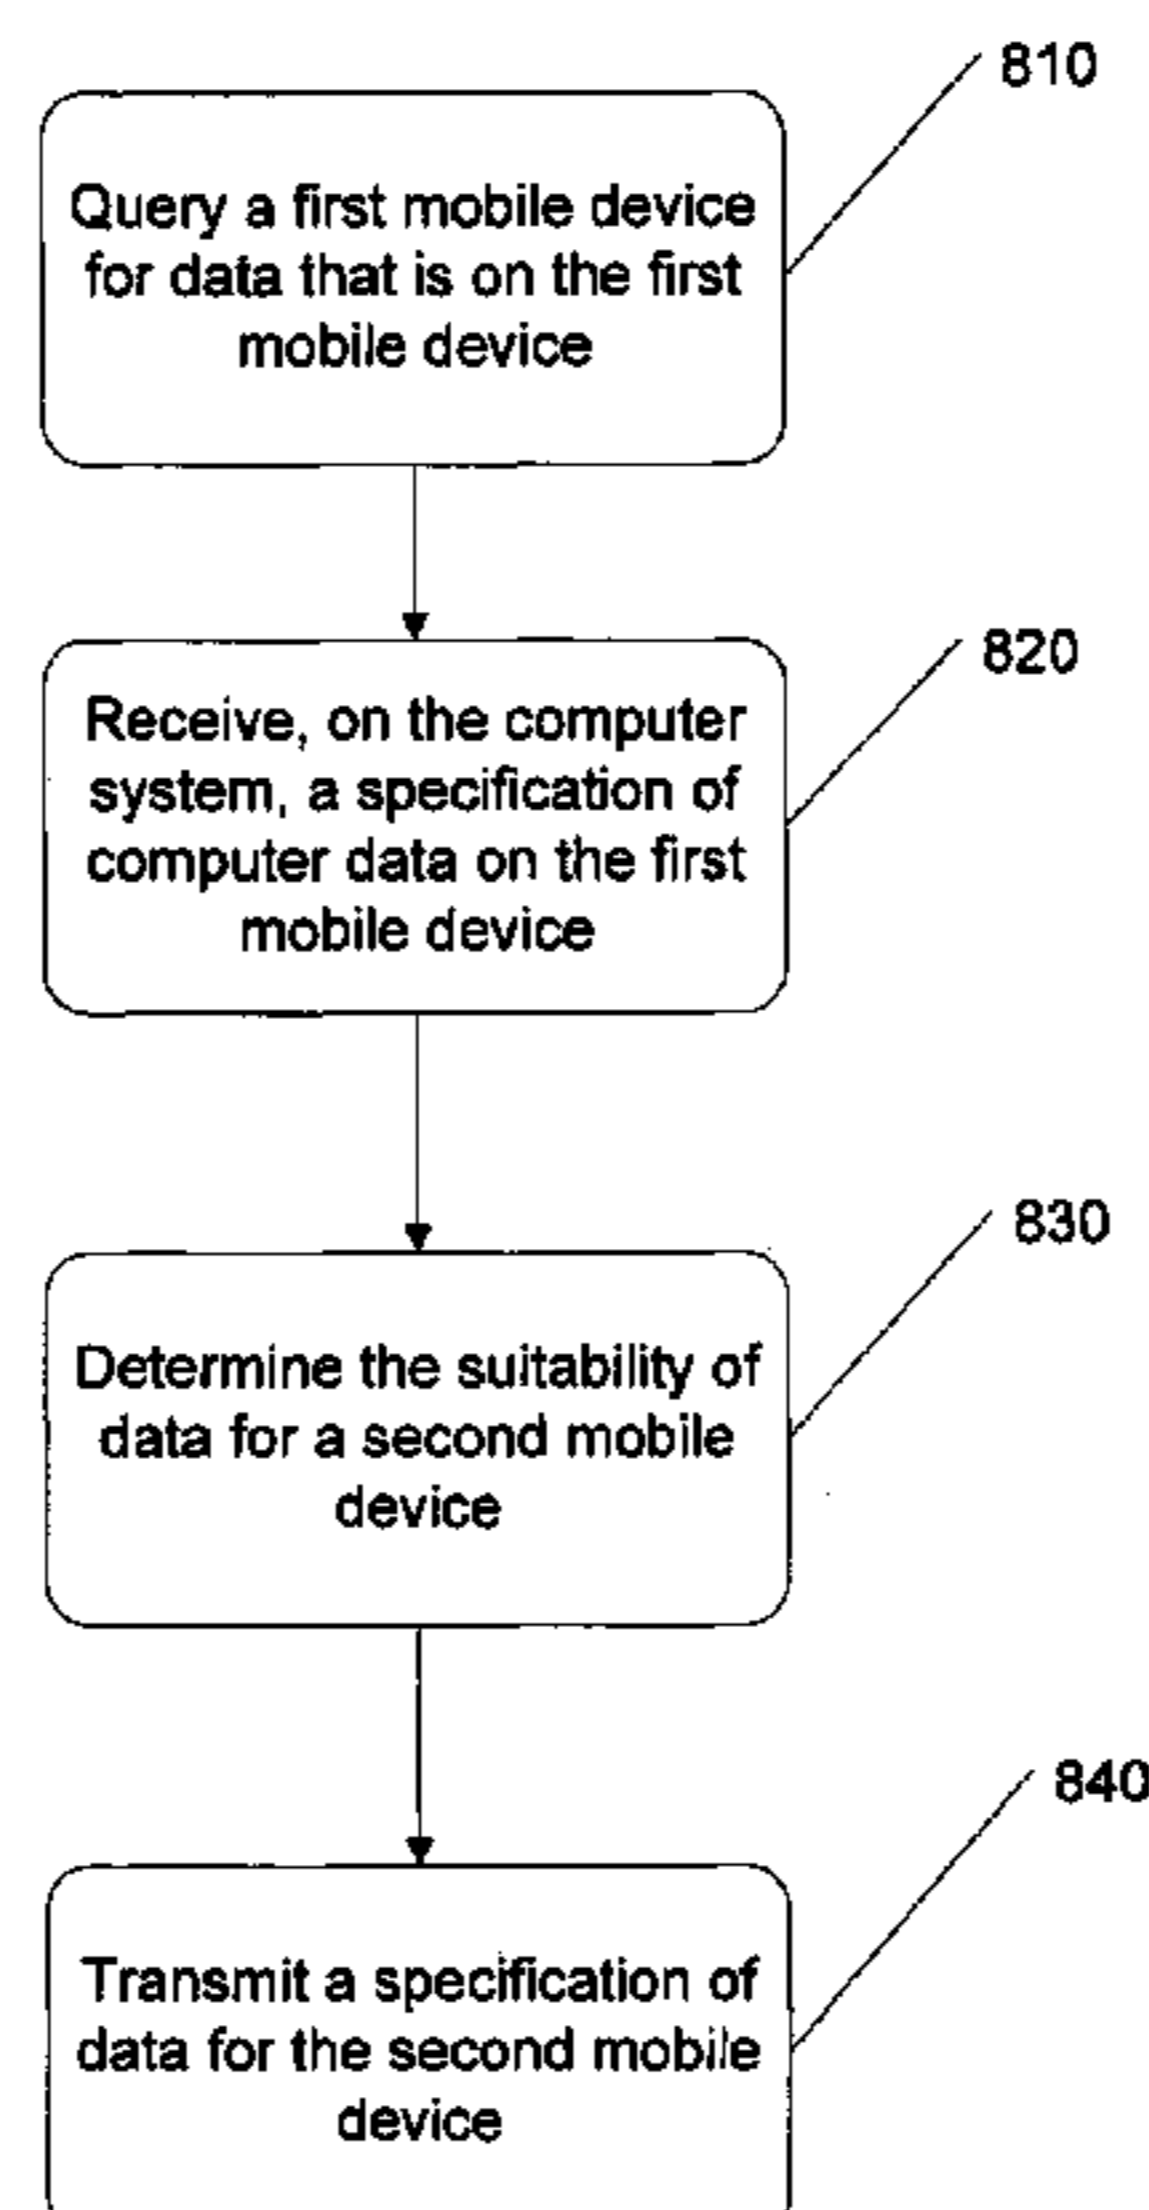 810
Query a first mobile device
for data that is on the first
mobile device
820
Receive, on the computer
system, a specification of
computer data on the first
mobile device
830
Determine the suitability of
data for a second mobile
device
840
Transmit a specification of
data for the second mobile
device